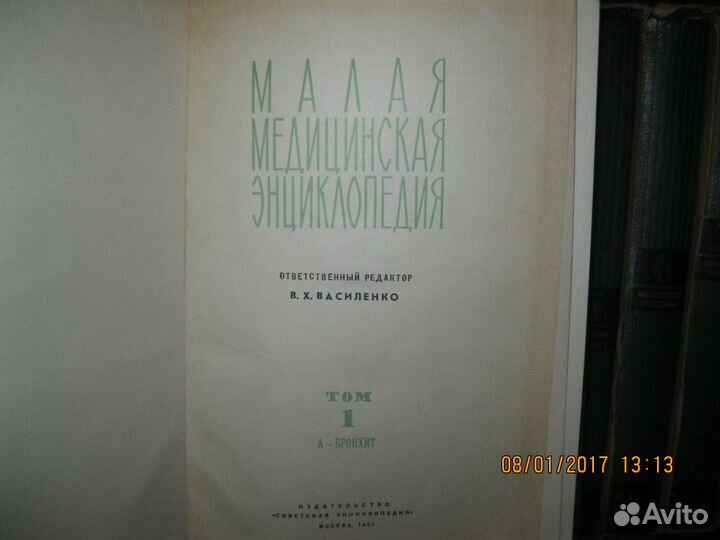 МАЛАЯ
МЕДИЦИНСКАЯ
ЭНЦИКЛОПЕДИЯ
ОТВЕТСТВЕННЫЙ РЕДАКТОР
В. Х. ВАСИЛЕНКО
ТОМ
1
А — БРОНХИТ
ИЗДАТЕЛЬСТВО
«СОВЕТСКАЯ ЭНЦИКЛОПЕДИЯ»
МОСКВА,
6
08/01/2017 13:13
Avito